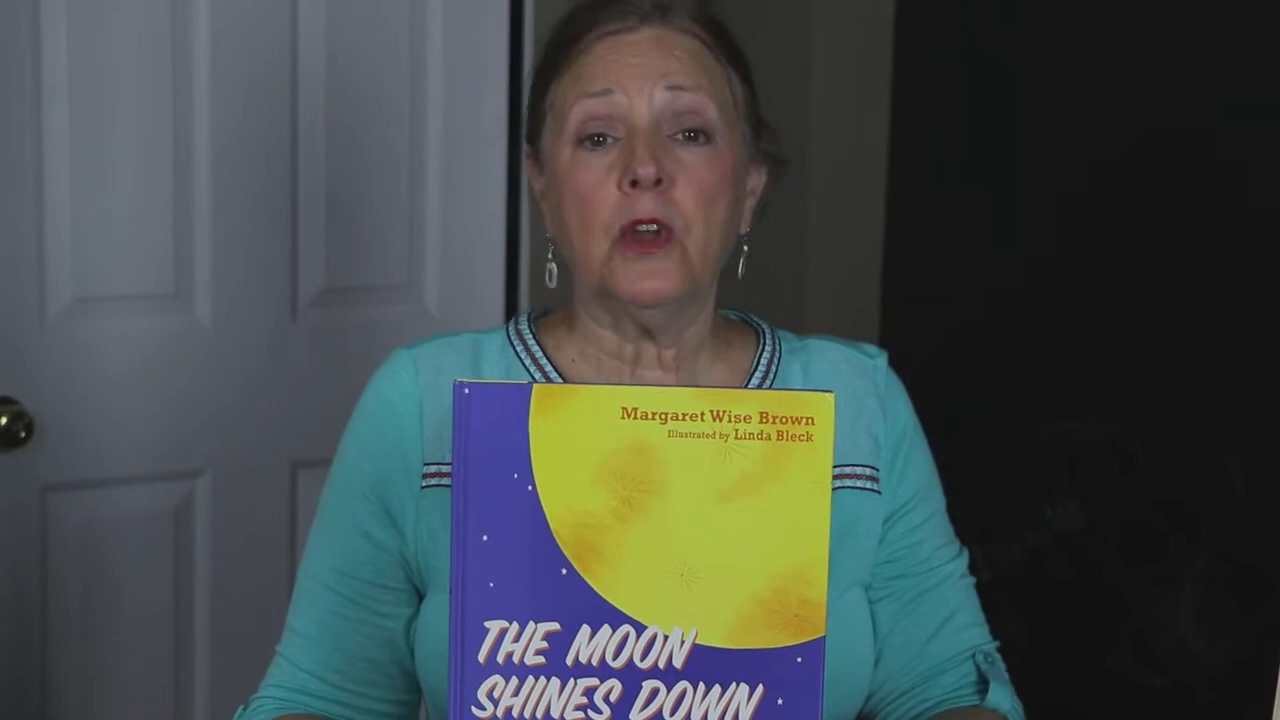 Margaret Wise Brown
Illustrated by Linda Bleck
THE MOON
SHINES DOWN